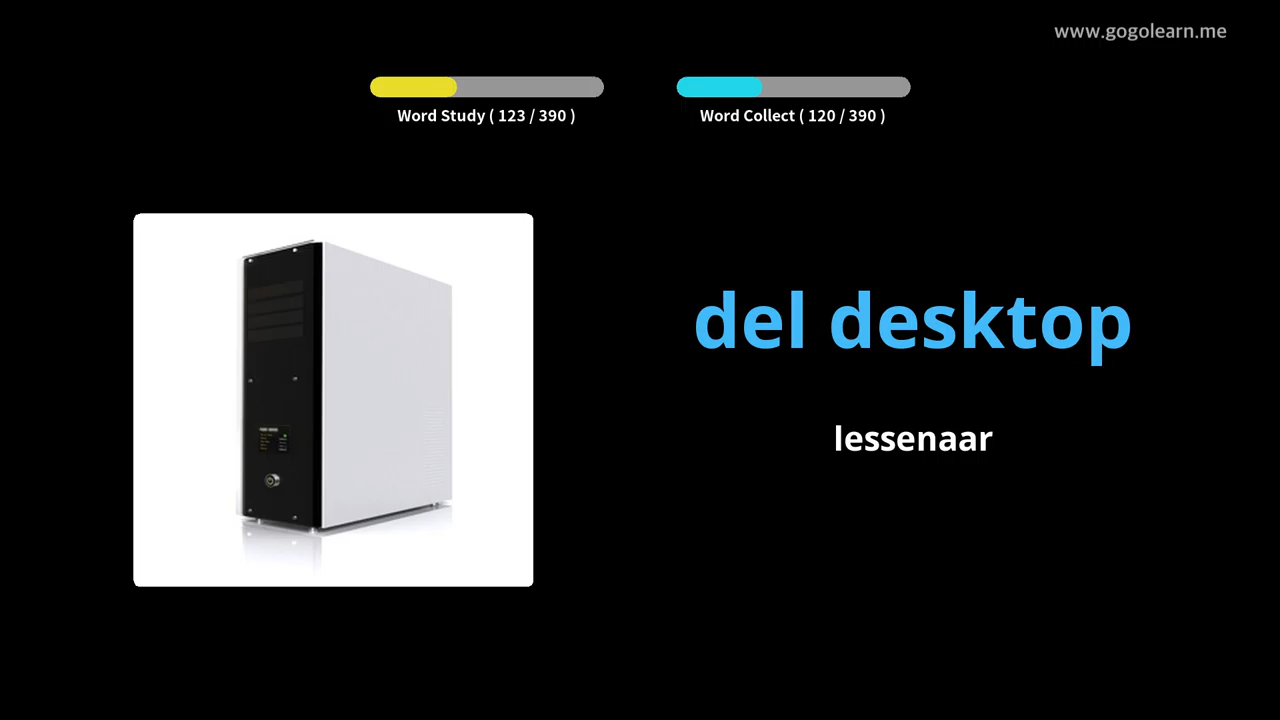 www.gogolearn.me
Word Study ( 123 / 390 )
Word Collect ( 120 / 390 )
del desktop
lessenaar